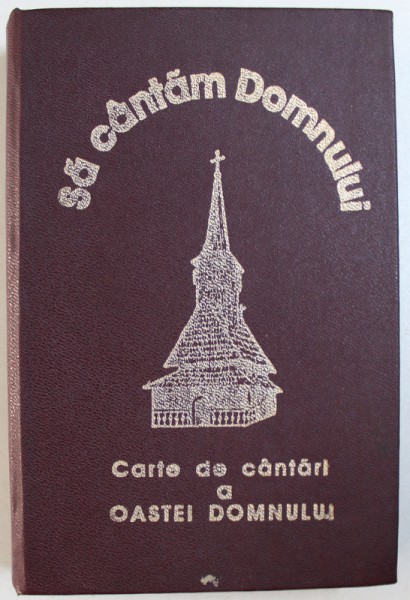 Să cântăm Domnului
Carte de cântări
a
OASTEI DOMNULUI